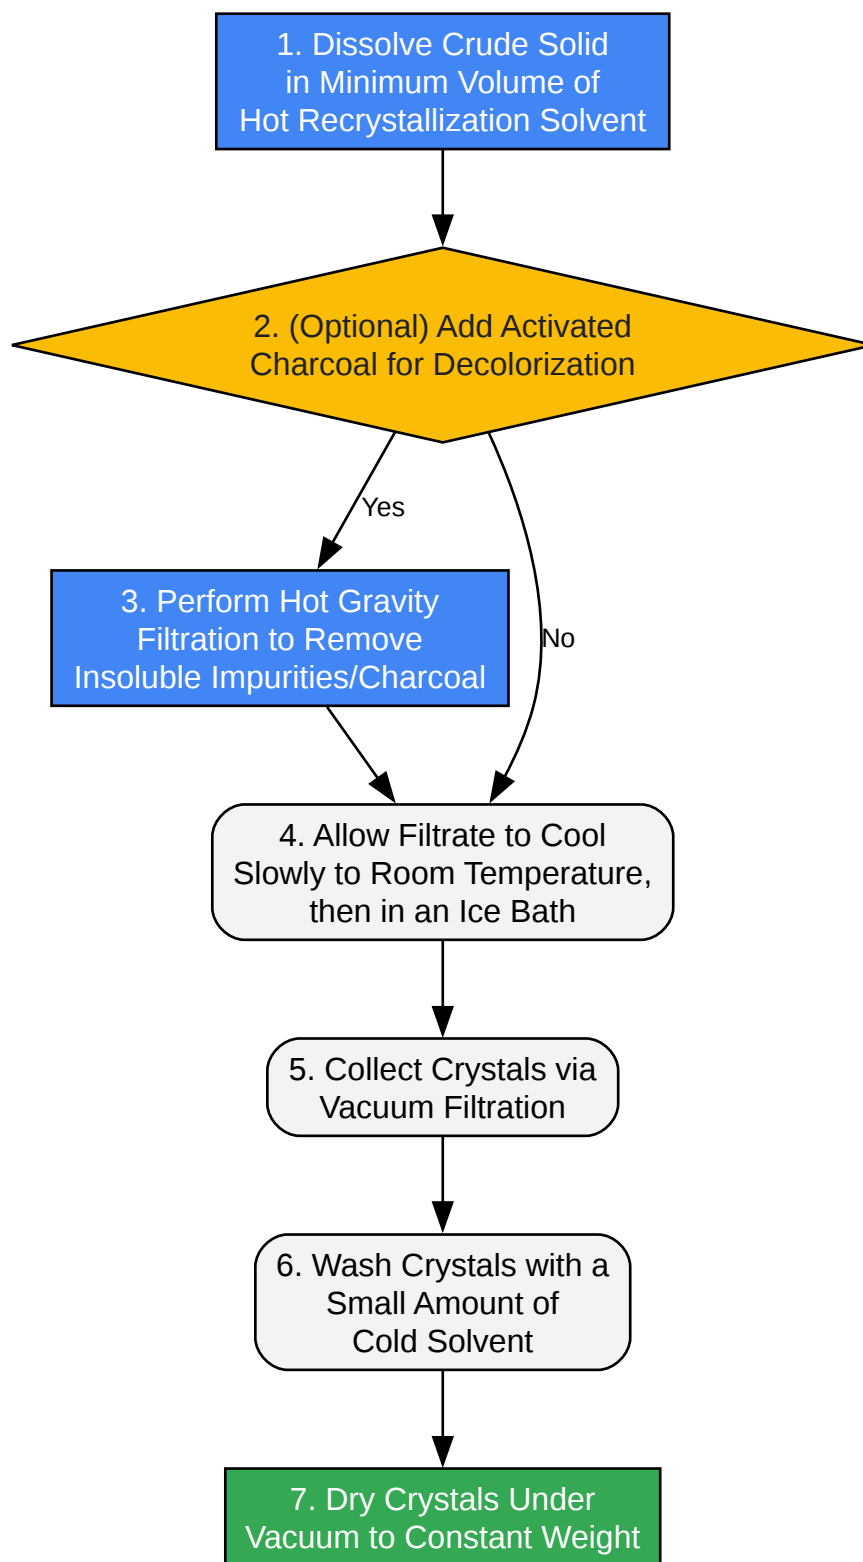 1. Dissolve Crude Solid
in Minimum Volume of
Hot Recrystallization Solvent
2. (Optional) Add Activated
Charcoal for Decolorization
Yes
3. Perform Hot Gravity
Filtration to Remove
Insoluble Impurities/Charcoal
No
4. Allow Filtrate to Cool
Slowly to Room Temperature,
then in an Ice Bath
5. Collect Crystals via
Vacuum Filtration
6. Wash Crystals with a
Small Amount of
Cold Solvent
7. Dry Crystals Under
Vacuum to Constant Weight